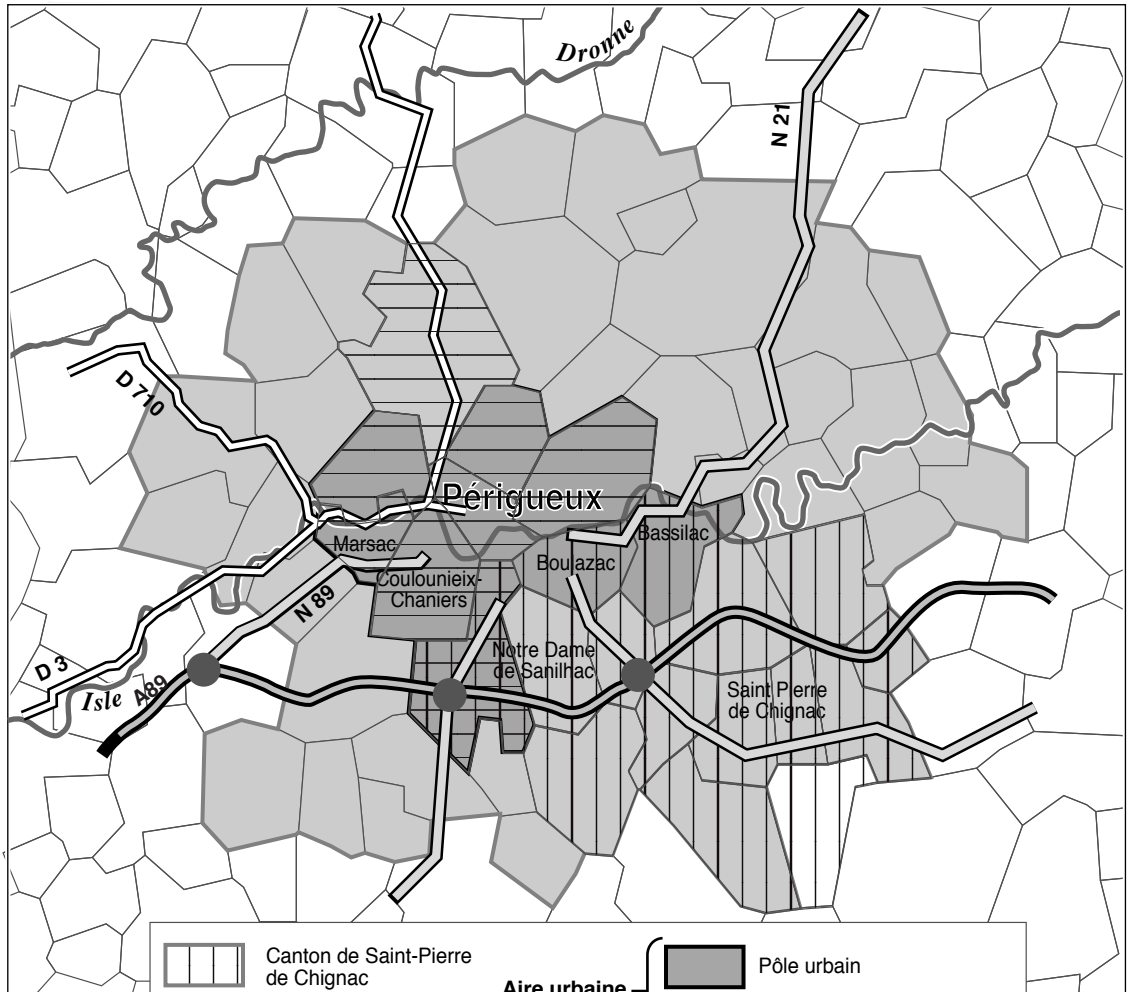 Dronne
N 21
D 710
Périgueux
Bassilac
Marsac
Boulazac
Coulounieix-
Chaniers
N 89
Notre Dame
de Sanilhac
D 3
Isle
A89
Saint Pierre
de Chignac
Canton de Saint-Pierre
de Chignac
Pôle urbain
Aire urbaine